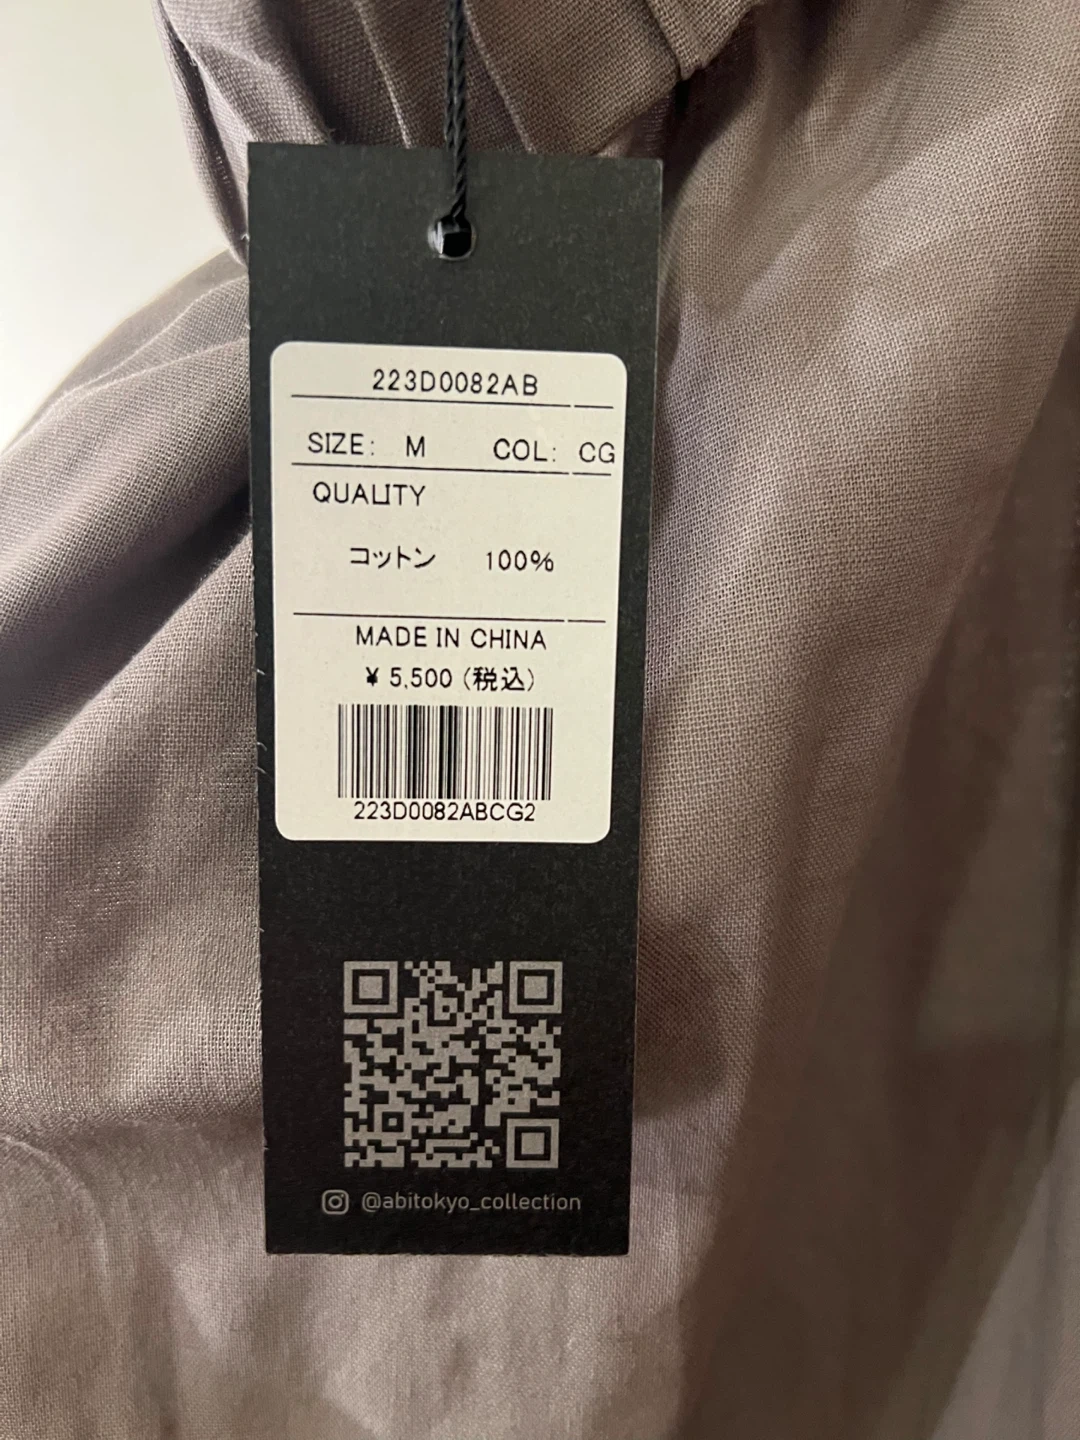 223D0082AB
SIZE: M COL: CG
QUALITY
コットン 100%
MADE IN CHINA
¥ 5,500 (税込)
223D0082ABCG2
@abitokyo_collection